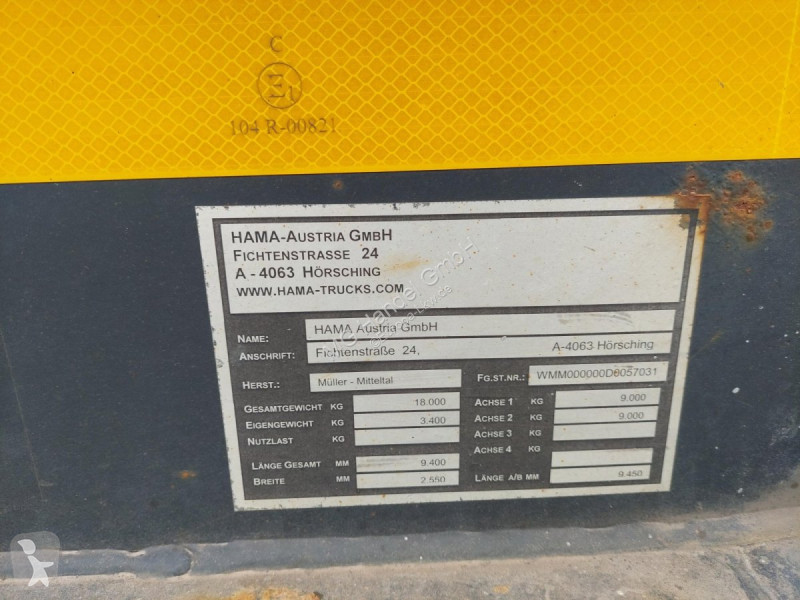 C
E1
104 R-00821
HAMA-AUSTRIA GMBH
FICHTENSTRASSE 24
A - 4063 HÖRSCHING
WWW.HAMA-TRUCKS.COM
NAME: HAMA Austria GmbH
ANSCHRIFT: Fichtenstraße 24, A-4063 Hörsching
HERST.: Müller - Mitteltal FG.ST.NR.: WMM000000D6057031
GESAMTGEWICHT KG 18.000 ACHSE 1 KG 9.000
EIGENGEWICHT KG 3.400 ACHSE 2 KG 9.000
NUTZLAST KG ACHSE 3 KG
ACHSE 4 KG
LÄNGE GESAMT MM 9.400
BREITE MM 2.550 LÄNGE A/B MM 9.450